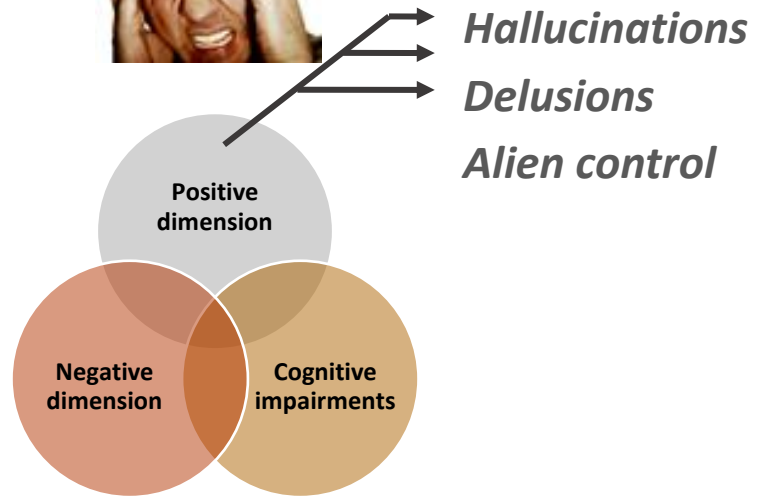 Hallucinations
Delusions
Alien control
Positive
dimension
Negative
dimension
Cognitive
impairments